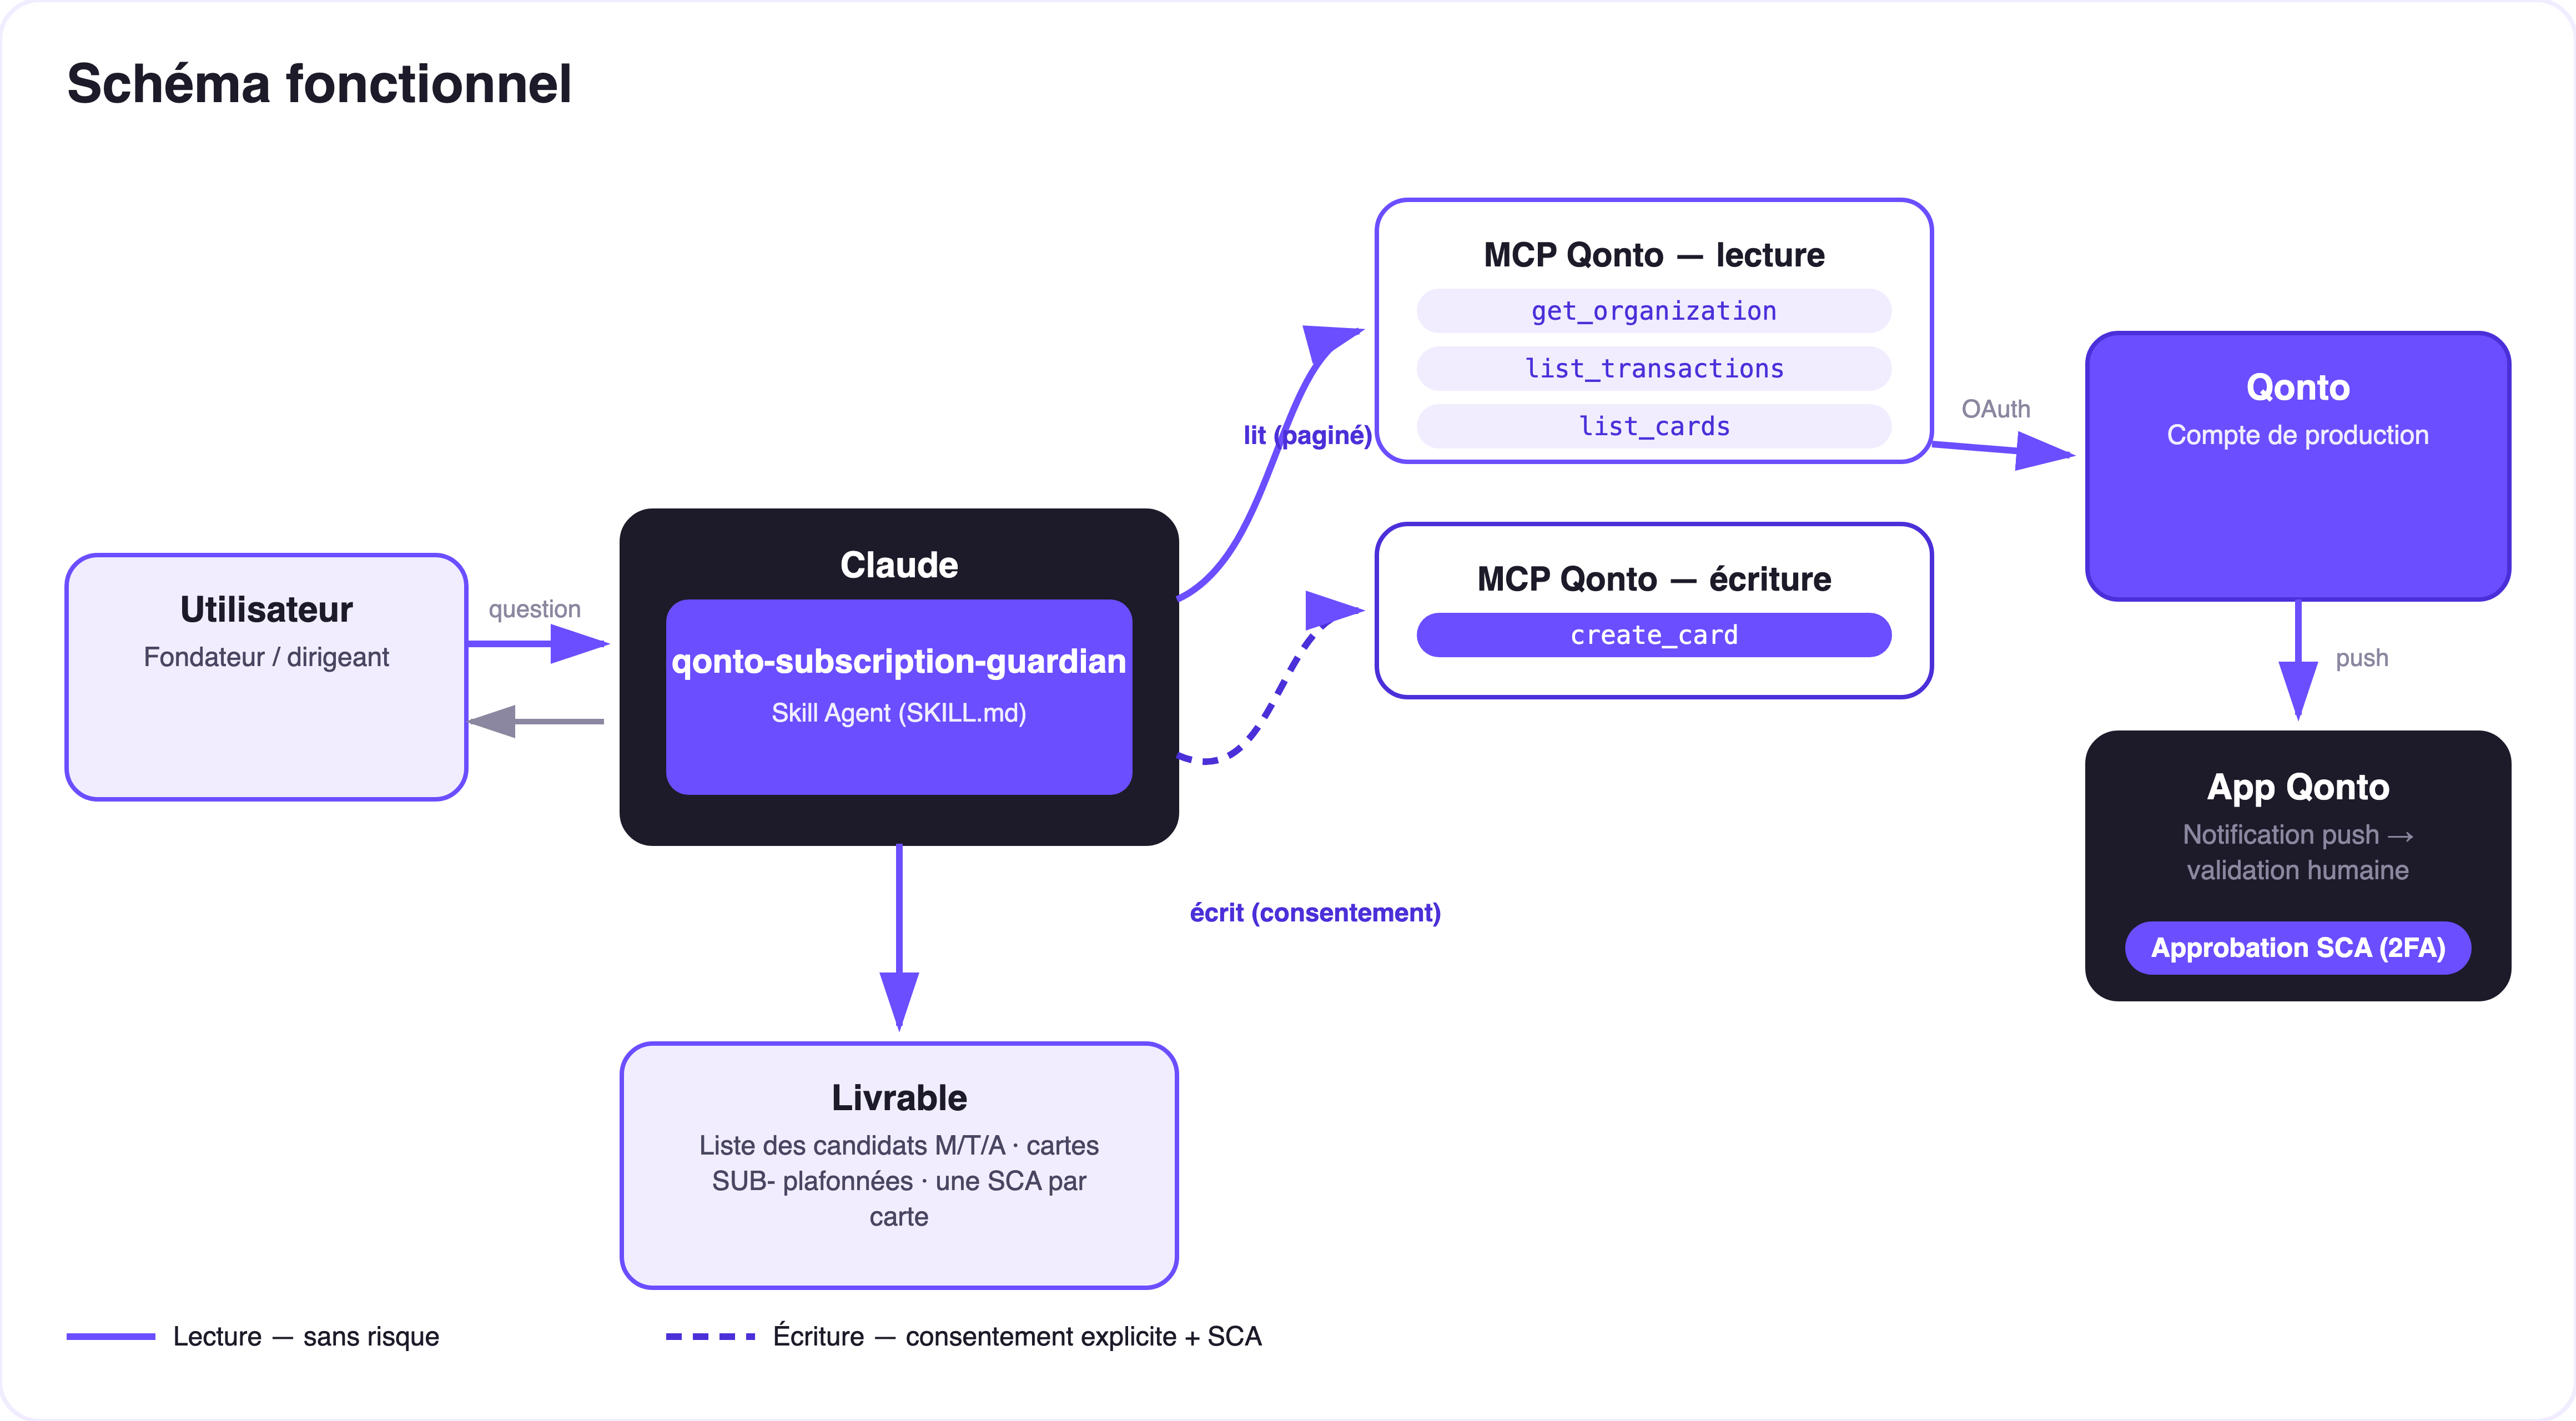 Schéma fonctionnel
Utilisateur
Fondateur / dirigeant
question
Claude
qonto-subscription-guardian
Skill Agent (SKILL.md)
lit (paginé)
MCP Qonto — lecture
get_organization
list_transactions
list_cards
MCP Qonto — écriture
create_card
écrit (consentement)
OAuth
Qonto
Compte de production
push
App Qonto
Notification push →
validation humaine
Approbation SCA (2FA)
Livrable
Liste des candidats M/T/A · cartes
SUB- plafonnées · une SCA par
carte
Lecture — sans risque
Écriture — consentement explicite + SCA